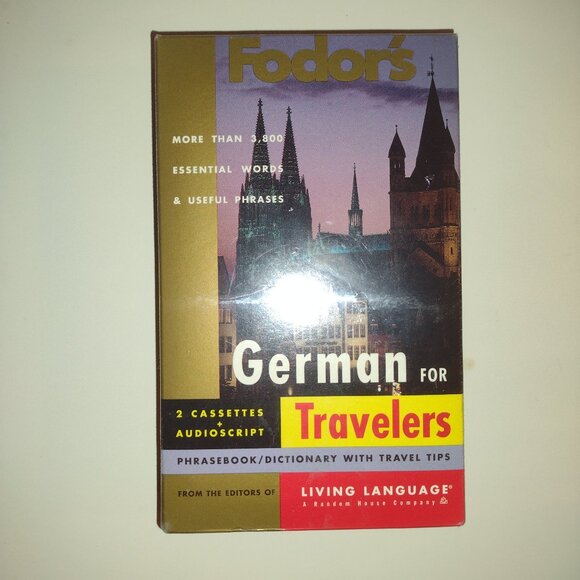 Fodor's
MORE THAN 3,800
ESSENTIAL WORDS
& USEFUL PHRASES
German FOR
Travelers
2 CASSETTES
+
AUDIOSCRIPT
PHRASEBOOK/DICTIONARY WITH TRAVEL TIPS
FROM THE EDITORS OF
LIVING LANGUAGE®
A Random House Company